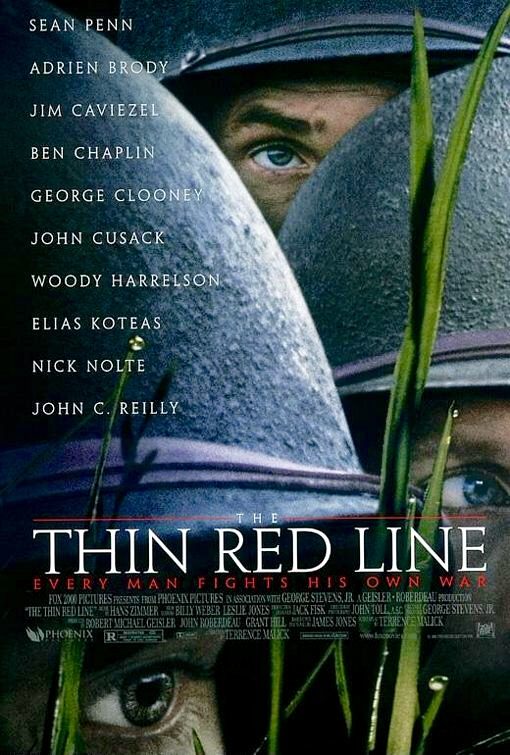 SEAN PENN
ADRIEN BRODY
JIM CAVIEZEL
BEN CHAPLIN
GEORGE CLOONEY
JOHN CUSACK
WOODY HARRELSON
ELIAS KOTEAS
NICK NOLTE
JOHN C. REILLY
THE
THIN RED LINE
EVERY MAN FIGHTS HIS OWN WAR
FOX 2000 PICTURES PRESENTS FROM PHOENIX PICTURES IN ASSOCIATION WITH GEORGE STEVENS, JR. A GEISLER · ROBERDEAU PRODUCTION
"THE THIN RED LINE" HANS ZIMMER BILLY WEBER LESLIE JONES JACK FISK JOHN TOLL, A.S.C. GEORGE STEVENS, JR.
ROBERT MICHAEL GEISLER JOHN ROBERDEAU GRANT HILL JAMES JONES TERRENCE MALICK
PHOENIX R TERRENCE MALICK